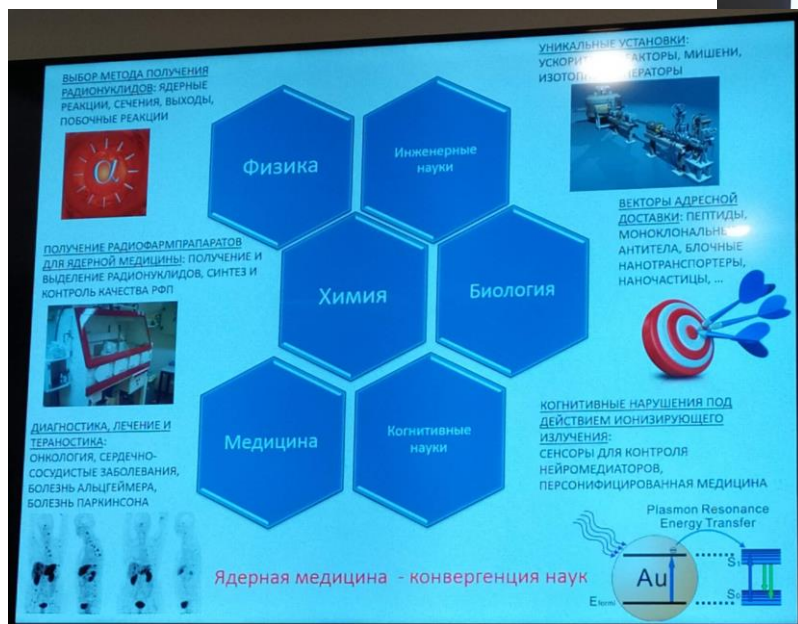 ВЫБОР МЕТОДА ПОЛУЧЕНИЯ
РАДИОНУКЛИДОВ: ЯДЕРНЫЕ
РЕАКЦИИ, СЕЧЕНИЯ, ВЫХОДЫ,
ПОБОЧНЫЕ РЕАКЦИИ
α
ПОЛУЧЕНИЕ РАДИОФАРМПРАПАРАТОВ
ДЛЯ ЯДЕРНОЙ МЕДИЦИНЫ: ПОЛУЧЕНИЕ И
ВЫДЕЛЕНИЕ РАДИОНУКЛИДОВ, СИНТЕЗ И
КОНТРОЛЬ КАЧЕСТВА РФП
ДИАГНОСТИКА, ЛЕЧЕНИЕ И
ТЕРАНОСТИКА:
ОНКОЛОГИЯ, СЕРДЕЧНО-
СОСУДИСТЫЕ ЗАБОЛЕВАНИЯ,
БОЛЕЗНЬ АЛЬЦГЕЙМЕРА,
БОЛЕЗНЬ ПАРКИНСОНА
Физика
Инженерные
науки
Химия
Биология
Медицина
Когнитивные
науки
УНИКАЛЬНЫЕ УСТАНОВКИ:
МИШЕНИ,
ВЕКТОРЫ АДРЕСНОЙ
ДОСТАВКИ: ПЕПТИДЫ,
МОНОКЛОНАЛЬНЫЕ
АНТИТЕЛА, БЛОЧНЫЕ
НАНОТРАНСПОРТЕРЫ,
НАНОЧАСТИЦЫ, ...
КОГНИТИВНЫЕ НАРУШЕНИЯ ПОД
ДЕЙСТВИЕМ ИОНИЗИРУЮЩЕГО
ИЗЛУЧЕНИЯ:
СЕНСОРЫ ДЛЯ КОНТРОЛЯ
НЕЙРОМЕДИАТОРОВ,
ПЕРСОНИФИЦИРОВАННАЯ МЕДИЦИНА
Plasmon Resonance
Energy Transfer
Au
E fermi
S₁
S₀
Ядерная медицина - конвергенция наук